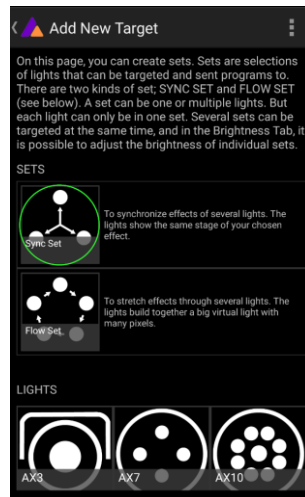 Add New Target
On this page, you can create sets. Sets are selections
of lights that can be targeted and sent programs to.
There are two kinds of set; SYNC SET and FLOW SET
(see below). A set can be one or multiple lights. But
each light can only be in one set. Several sets can be
targeted at the same time, and in the Brightness Tab, it
is possible to adjust the brightness of individual sets.
SETS
To synchronize effects of several lights. The
lights show the same stage of your chosen
effect.
Sync Set
To stretch effects through several lights. The
lights build together a big virtual light with
many pixels.
Flow Set
LIGHTS
AX3
AX7
AX10